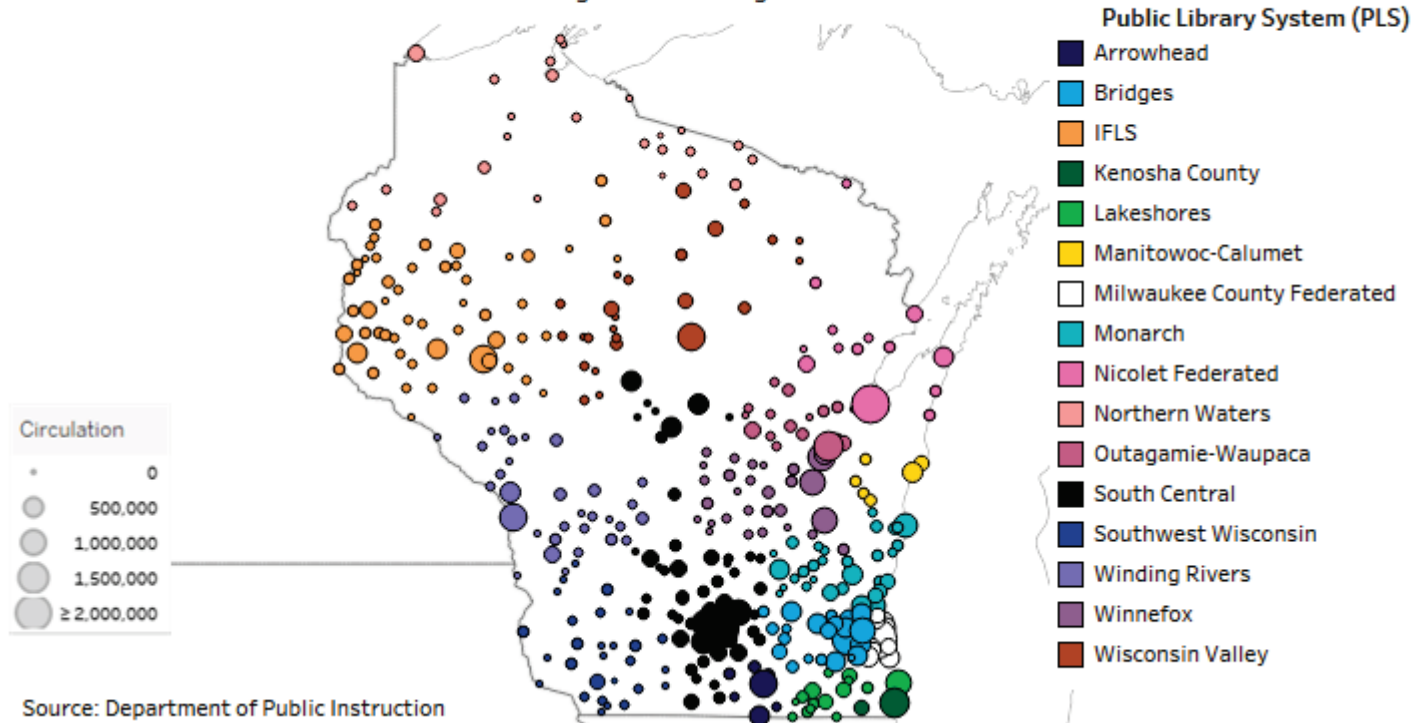 Public Library System (PLS)
Arrowhead
Bridges
IFLS
Kenosha County
Lakeshores
Manitowoc-Calumet
Milwaukee County Federated
Monarch
Nicolet Federated
Northern Waters
Outagamie-Waupaca
South Central
Southwest Wisconsin
Winding Rivers
Winnefox
Wisconsin Valley
Circulation
0
500,000
1,000,000
1,500,000
≥ 2,000,000
Source: Department of Public Instruction